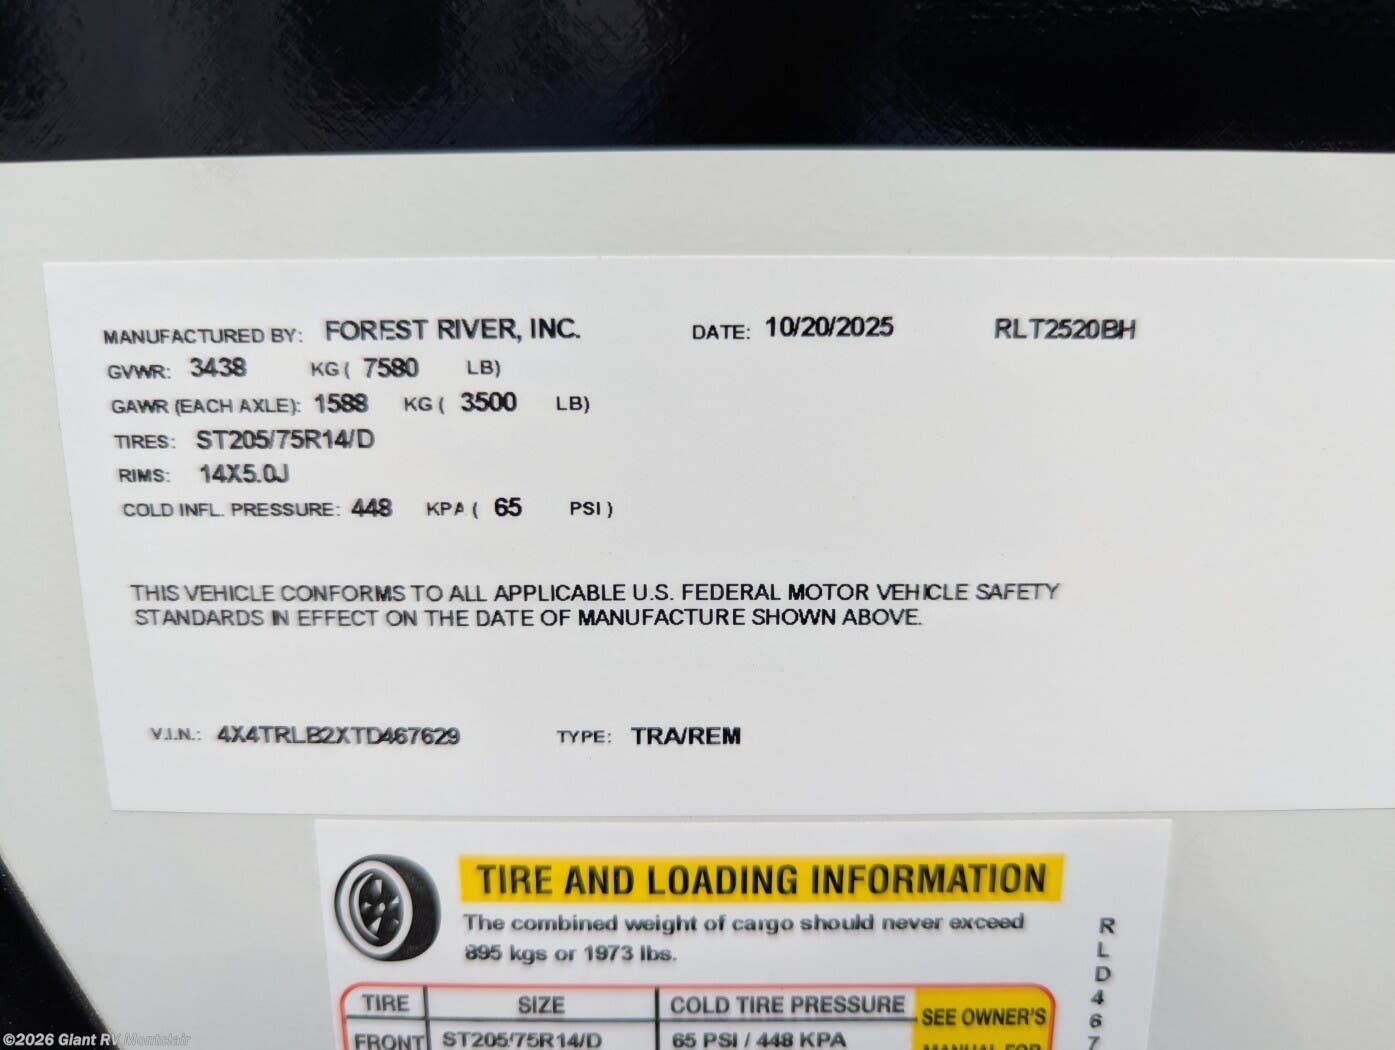 MANUFACTURED BY: FOREST RIVER, INC. DATE: 10/20/2025 RLT2520BH
GVWR: 3438 KG ( 7580 LB)
GAWR (EACH AXLE): 1588 KG ( 3500 LB)
TIRES: ST205/75R14/D
RIMS: 14X5.0J
COLD INFL. PRESSURE: 448 KPA ( 65 PSI )
THIS VEHICLE CONFORMS TO ALL APPLICABLE U.S. FEDERAL MOTOR VEHICLE SAFETY
STANDARDS IN EFFECT ON THE DATE OF MANUFACTURE SHOWN ABOVE.
V.I.N.: 4X4TRLB2XTD467629 TYPE: TRA/REM
TIRE AND LOADING INFORMATION
The combined weight of cargo should never exceed
895 kgs or 1973 lbs.
TIRE SIZE COLD TIRE PRESSURE SEE OWNER'S
FRONT ST205/75R14/D 65 PSI / 448 KPA MANUAL FOR
R
L
D
4
6
7
©2026 Giant RV Montclair